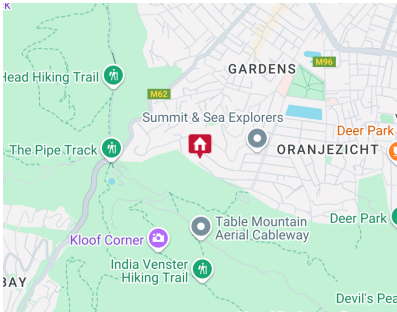 CK
Head Hiking Trail
M96
GARDENS
M62
Summit & Sea Explorers
Deer Park
The Pipe Track
ORANJEZICHT
Deer Park
Table Mountain
Aerial Cableway
Kloof Corner
India Venster
Hiking Trail
BAY
Devil's Pea